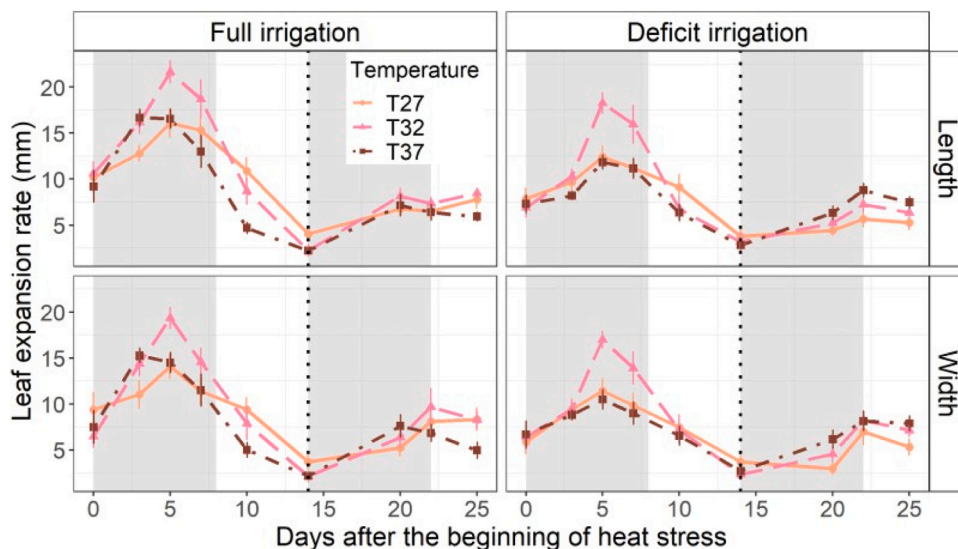 Full irrigation
Deficit irrigation
Leaf expansion rate (mm)
20
15
10
5
20
15
10
5
Temperature
T27
T32
T37
Length
Width
0 5 10 15 20 25
0 5 10 15 20 25
Days after the beginning of heat stress